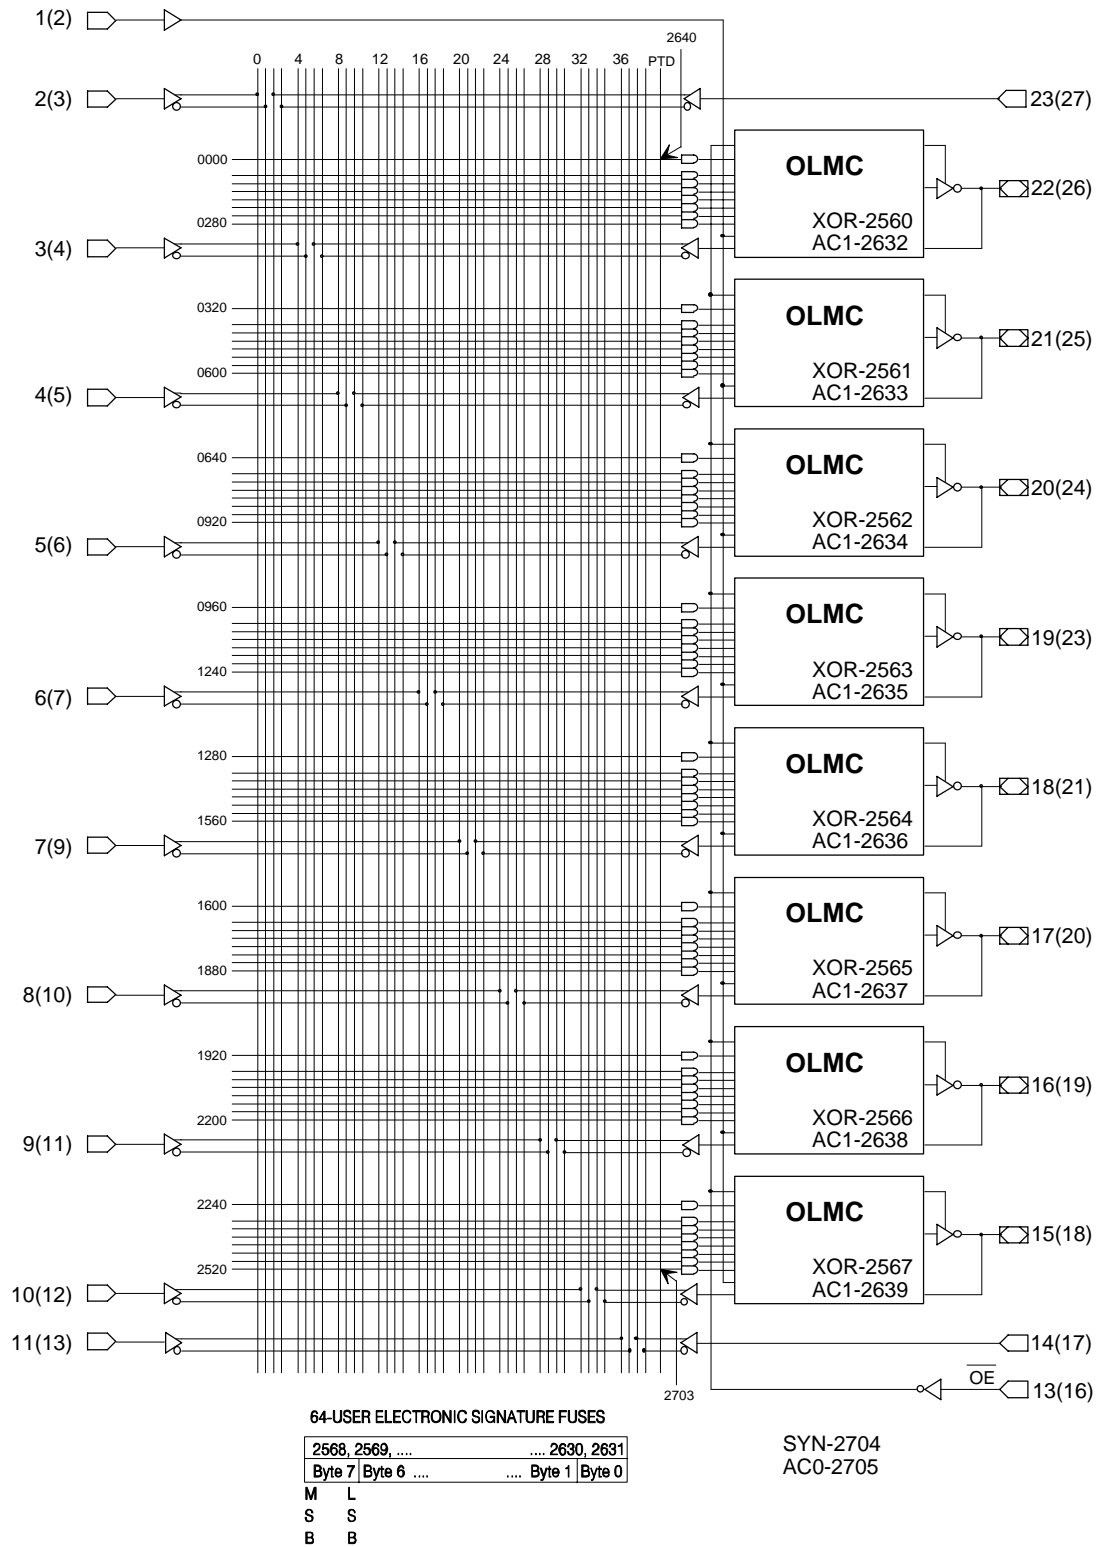 1(2)
2640
0 4 8 12 16 20 24 28 32 36 PTD
2(3)
23(27)
0000
OLMC
22(26)
XOR-2560
0280
AC1-2632
3(4)
0320
OLMC
21(25)
XOR-2561
0600
AC1-2633
4(5)
0640
OLMC
20(24)
XOR-2562
0920
AC1-2634
5(6)
0960
OLMC
19(23)
XOR-2563
1240
AC1-2635
6(7)
1280
OLMC
18(21)
XOR-2564
1560
AC1-2636
7(9)
1600
OLMC
17(20)
XOR-2565
1880
AC1-2637
8(10)
1920
OLMC
16(19)
XOR-2566
2200
AC1-2638
9(11)
2240
OLMC
15(18)
XOR-2567
2520
AC1-2639
10(12)
11(13)
14(17)
OE
13(16)
2703
64-USER ELECTRONIC SIGNATURE FUSES
2568, 2569, .... .... 2630, 2631
Byte 7 Byte 6 .... .... Byte 1 Byte 0
M L
S S
B B
SYN-2704
AC0-2705